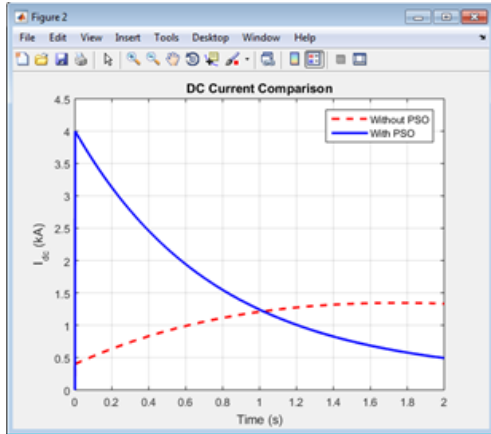 Figure 2
File Edit View Insert Tools Desktop Window Help
DC Current Comparison
Without PSO
With PSO
4.5
4
3.5
3
2.5
2
1.5
1
0.5
0
I_dc (kA)
0 0.2 0.4 0.6 0.8 1 1.2 1.4 1.6 1.8 2
Time (s)